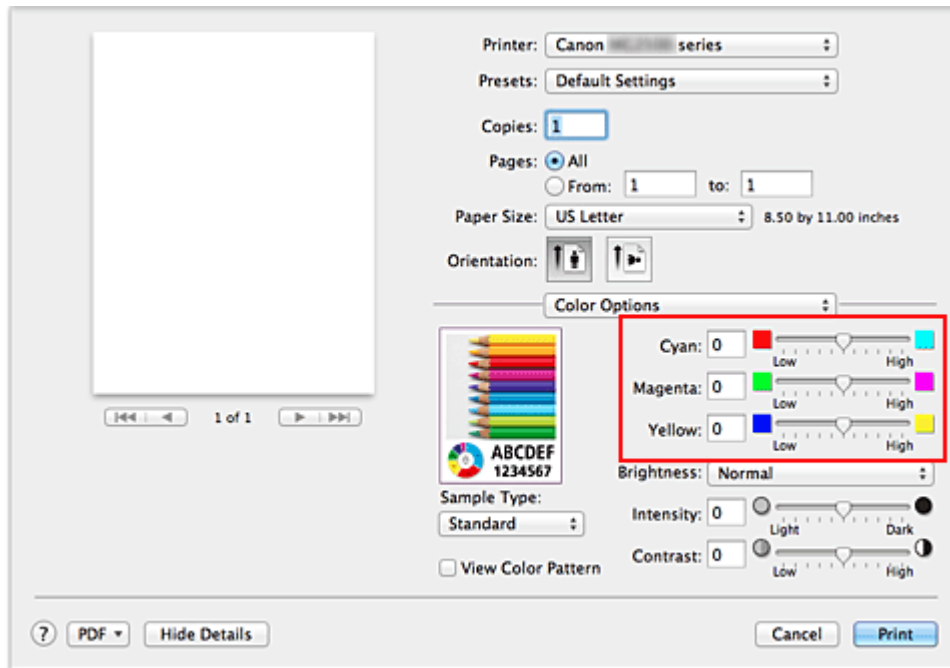 Printer: Canon series
Presets: Default Settings
Copies: 1
Pages: All
From: 1 to: 1
Paper Size: US Letter 8.50 by 11.00 inches
Orientation:
Color Options
1 of 1
ABCDEF
1234567
Sample Type:
Standard
View Color Pattern
Cyan: 0
Low High
Magenta: 0
Low High
Yellow: 0
Low High
Brightness: Normal
Intensity: 0
Light Dark
Contrast: 0
Low High
? PDF Hide Details Cancel Print